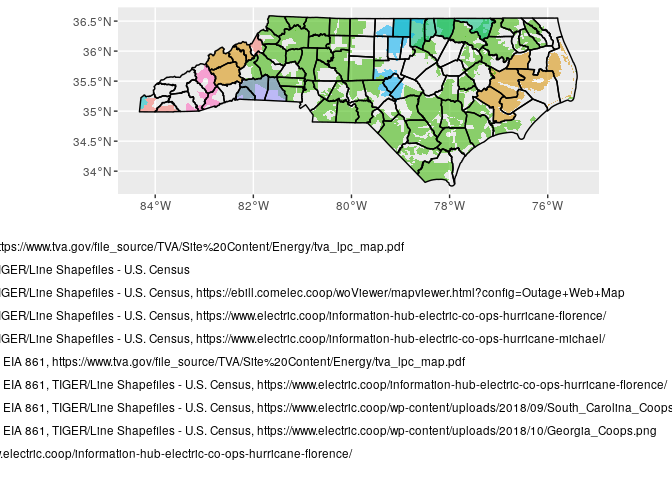 36.5°N
36°N
35.5°N
35°N
34.5°N
34°N
84°W 82°W 80°W 78°W 76°W
ttps://www.tva.gov/file_source/TVA/Site%20Content/Energy/tva_lpc_map.pdf
IGER/Line Shapefiles - U.S. Census
IGER/Line Shapefiles - U.S. Census, https://ebill.comelec.coop/woViewer/mapviewer.html?config=Outage+Web+Map
IGER/Line Shapefiles - U.S. Census, https://www.electric.coop/information-hub-electric-co-ops-hurricane-florence/
IGER/Line Shapefiles - U.S. Census, https://www.electric.coop/information-hub-electric-co-ops-hurricane-michael/
EIA 861, https://www.tva.gov/file_source/TVA/Site%20Content/Energy/tva_lpc_map.pdf
EIA 861, TIGER/Line Shapefiles - U.S. Census, https://www.electric.coop/information-hub-electric-co-ops-hurricane-florence/
EIA 861, TIGER/Line Shapefiles - U.S. Census, https://www.electric.coop/wp-content/uploads/2018/09/South_Carolina_Coops
EIA 861, TIGER/Line Shapefiles - U.S. Census, https://www.electric.coop/wp-content/uploads/2018/10/Georgia_Coops.png
w.electric.coop/information-hub-electric-co-ops-hurricane-florence/